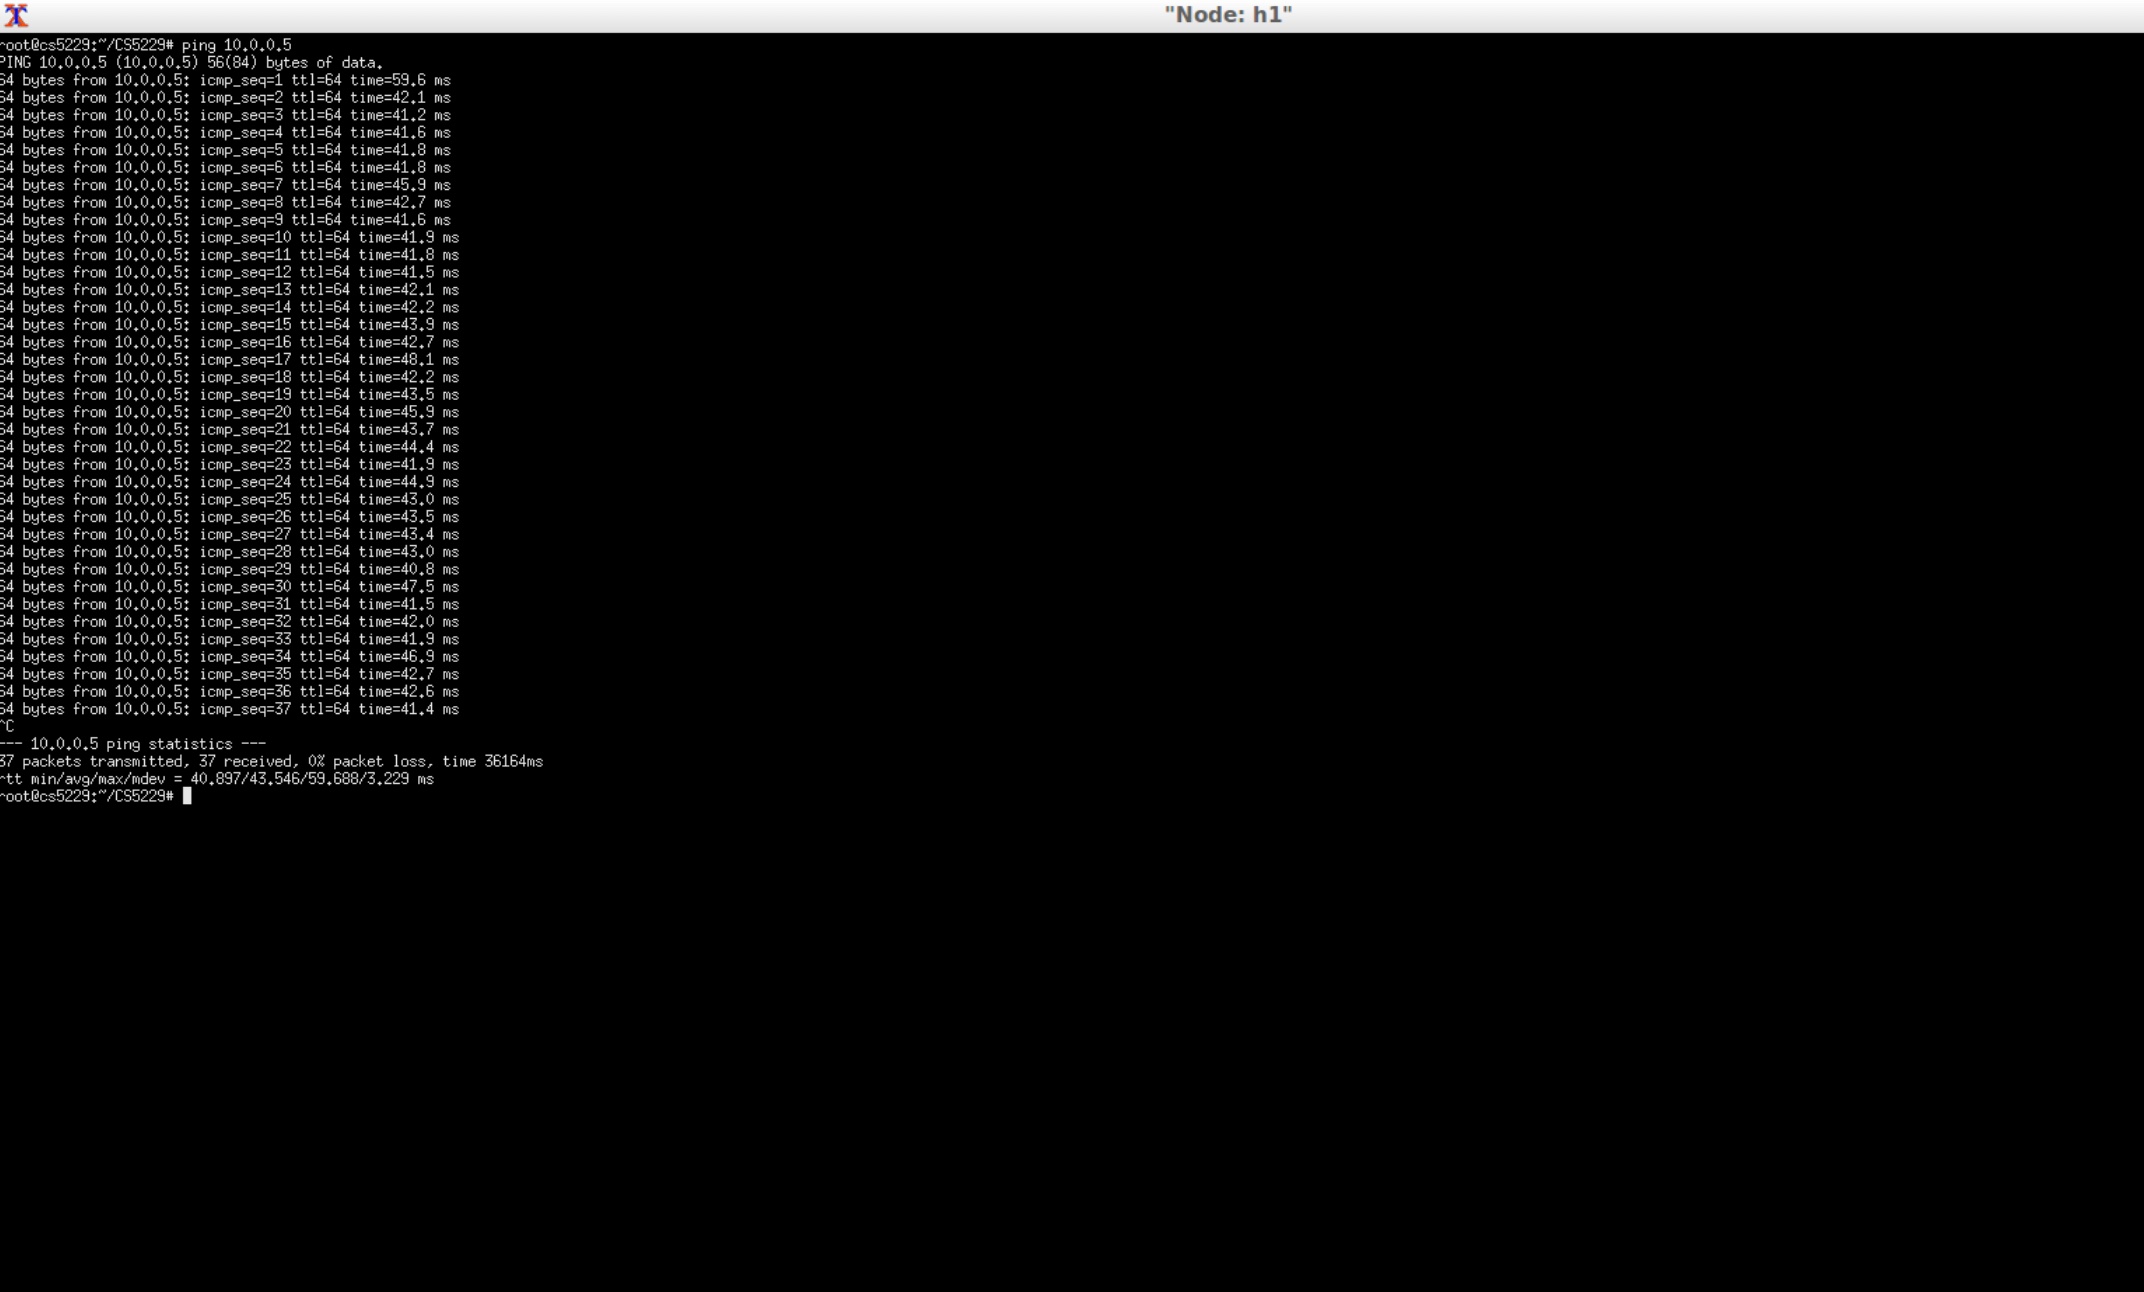 "Node: h1"
root@cs5229:~/CS5229# ping 10.0.0.5
PING 10.0.0.5 (10.0.0.5) 56(84) bytes of data.
64 bytes from 10.0.0.5: icmp_seq=1 ttl=64 time=59.6 ms
64 bytes from 10.0.0.5: icmp_seq=2 ttl=64 time=42.1 ms
64 bytes from 10.0.0.5: icmp_seq=3 ttl=64 time=41.2 ms
64 bytes from 10.0.0.5: icmp_seq=4 ttl=64 time=41.6 ms
64 bytes from 10.0.0.5: icmp_seq=5 ttl=64 time=41.8 ms
64 bytes from 10.0.0.5: icmp_seq=6 ttl=64 time=41.8 ms
64 bytes from 10.0.0.5: icmp_seq=7 ttl=64 time=45.9 ms
64 bytes from 10.0.0.5: icmp_seq=8 ttl=64 time=42.7 ms
64 bytes from 10.0.0.5: icmp_seq=9 ttl=64 time=41.6 ms
64 bytes from 10.0.0.5: icmp_seq=10 ttl=64 time=41.9 ms
64 bytes from 10.0.0.5: icmp_seq=11 ttl=64 time=41.8 ms
64 bytes from 10.0.0.5: icmp_seq=12 ttl=64 time=41.5 ms
64 bytes from 10.0.0.5: icmp_seq=13 ttl=64 time=42.1 ms
64 bytes from 10.0.0.5: icmp_seq=14 ttl=64 time=42.2 ms
64 bytes from 10.0.0.5: icmp_seq=15 ttl=64 time=43.9 ms
64 bytes from 10.0.0.5: icmp_seq=16 ttl=64 time=42.7 ms
64 bytes from 10.0.0.5: icmp_seq=17 ttl=64 time=48.1 ms
64 bytes from 10.0.0.5: icmp_seq=18 ttl=64 time=42.2 ms
64 bytes from 10.0.0.5: icmp_seq=19 ttl=64 time=43.5 ms
64 bytes from 10.0.0.5: icmp_seq=20 ttl=64 time=45.9 ms
64 bytes from 10.0.0.5: icmp_seq=21 ttl=64 time=43.7 ms
64 bytes from 10.0.0.5: icmp_seq=22 ttl=64 time=44.4 ms
64 bytes from 10.0.0.5: icmp_seq=23 ttl=64 time=41.9 ms
64 bytes from 10.0.0.5: icmp_seq=24 ttl=64 time=44.9 ms
64 bytes from 10.0.0.5: icmp_seq=25 ttl=64 time=43.0 ms
64 bytes from 10.0.0.5: icmp_seq=26 ttl=64 time=43.5 ms
64 bytes from 10.0.0.5: icmp_seq=27 ttl=64 time=43.4 ms
64 bytes from 10.0.0.5: icmp_seq=28 ttl=64 time=43.0 ms
64 bytes from 10.0.0.5: icmp_seq=29 ttl=64 time=40.8 ms
64 bytes from 10.0.0.5: icmp_seq=30 ttl=64 time=47.5 ms
64 bytes from 10.0.0.5: icmp_seq=31 ttl=64 time=41.5 ms
64 bytes from 10.0.0.5: icmp_seq=32 ttl=64 time=42.0 ms
64 bytes from 10.0.0.5: icmp_seq=33 ttl=64 time=41.9 ms
64 bytes from 10.0.0.5: icmp_seq=34 ttl=64 time=46.9 ms
64 bytes from 10.0.0.5: icmp_seq=35 ttl=64 time=42.7 ms
64 bytes from 10.0.0.5: icmp_seq=36 ttl=64 time=42.6 ms
64 bytes from 10.0.0.5: icmp_seq=37 ttl=64 time=41.4 ms
^C
--- 10.0.0.5 ping statistics ---
37 packets transmitted, 37 received, 0% packet loss, time 36164ms
rtt min/avg/max/mdev = 40.897/43.546/59.688/3.229 ms
root@cs5229:~/CS5229#